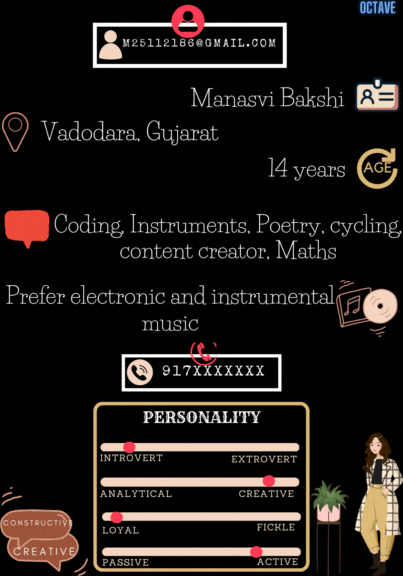 OCTAVE
M25112186@GMAIL.COM
Manasvi Bakshi
Vadodara, Gujarat
14 years
AGE
Coding, Instruments, Poetry, cycling,
content creator, Maths
Prefer electronic and instrumental
music
917XXXXXXX
PERSONALITY
INTROVERT EXTROVERT
ANALYTICAL CREATIVE
LOYAL FICKLE
PASSIVE ACTIVE
CONSTRUCTIVE
CREATIVE